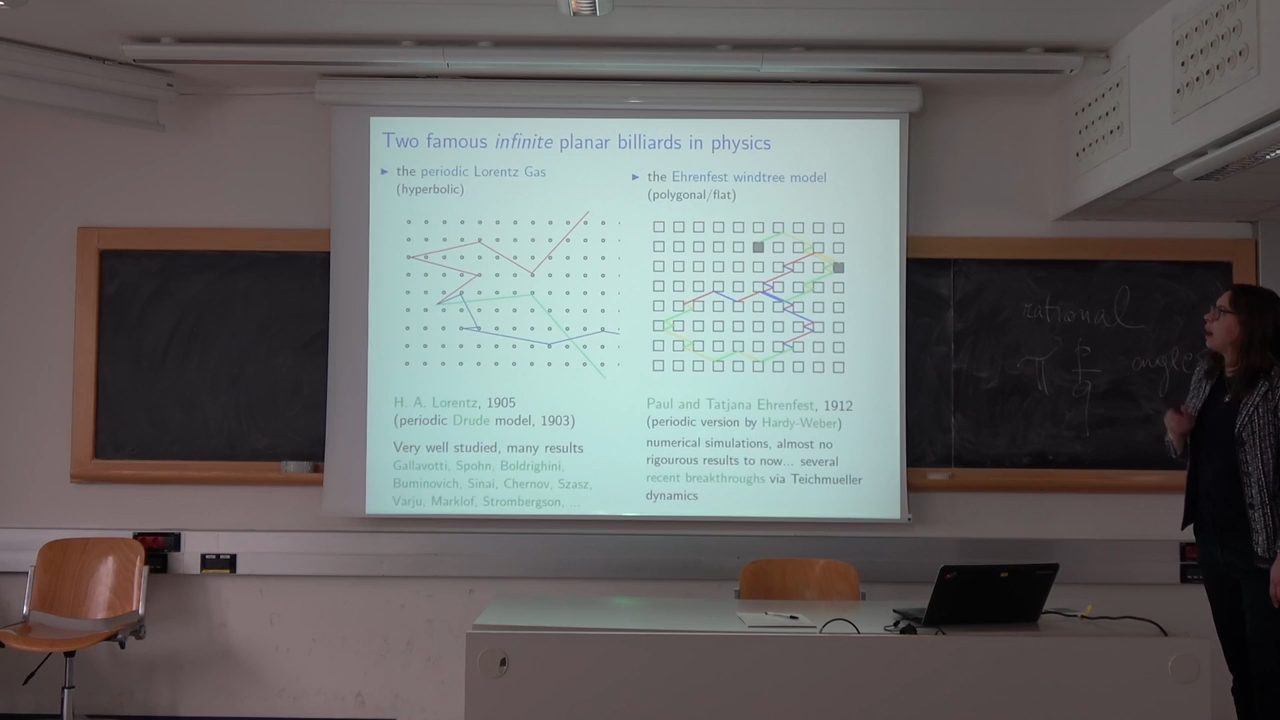 Two famous infinite planar billiards in physics
► the periodic Lorentz Gas
(hyperbolic)
H. A. Lorentz, 1905
(periodic Drude model, 1903)
Very well studied, many results
Gallavotti, Spohn, Boldrighini,
Buminovich, Sinai, Chernov, Szasz,
Varju, Marklof, Strombergson, ...
► the Ehrenfest windtree model
(polygonal/flat)
Paul and Tatjana Ehrenfest, 1912
(periodic version by Hardy-Weber)
numerical simulations, almost no
rigourous results to now... several
recent breakthroughs via Teichmueller
dynamics
rational
π p/q angles